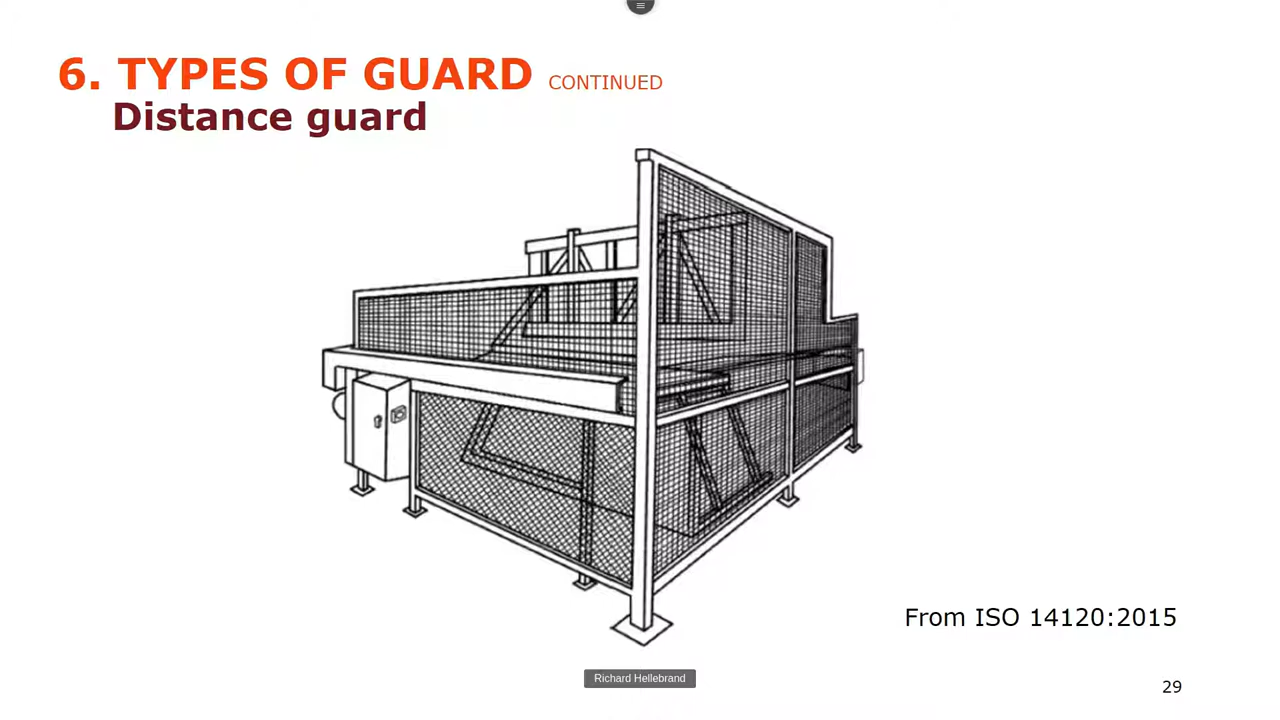 6. TYPES OF GUARD CONTINUED
Distance guard
From ISO 14120:2015
Richard Hellebrand
29